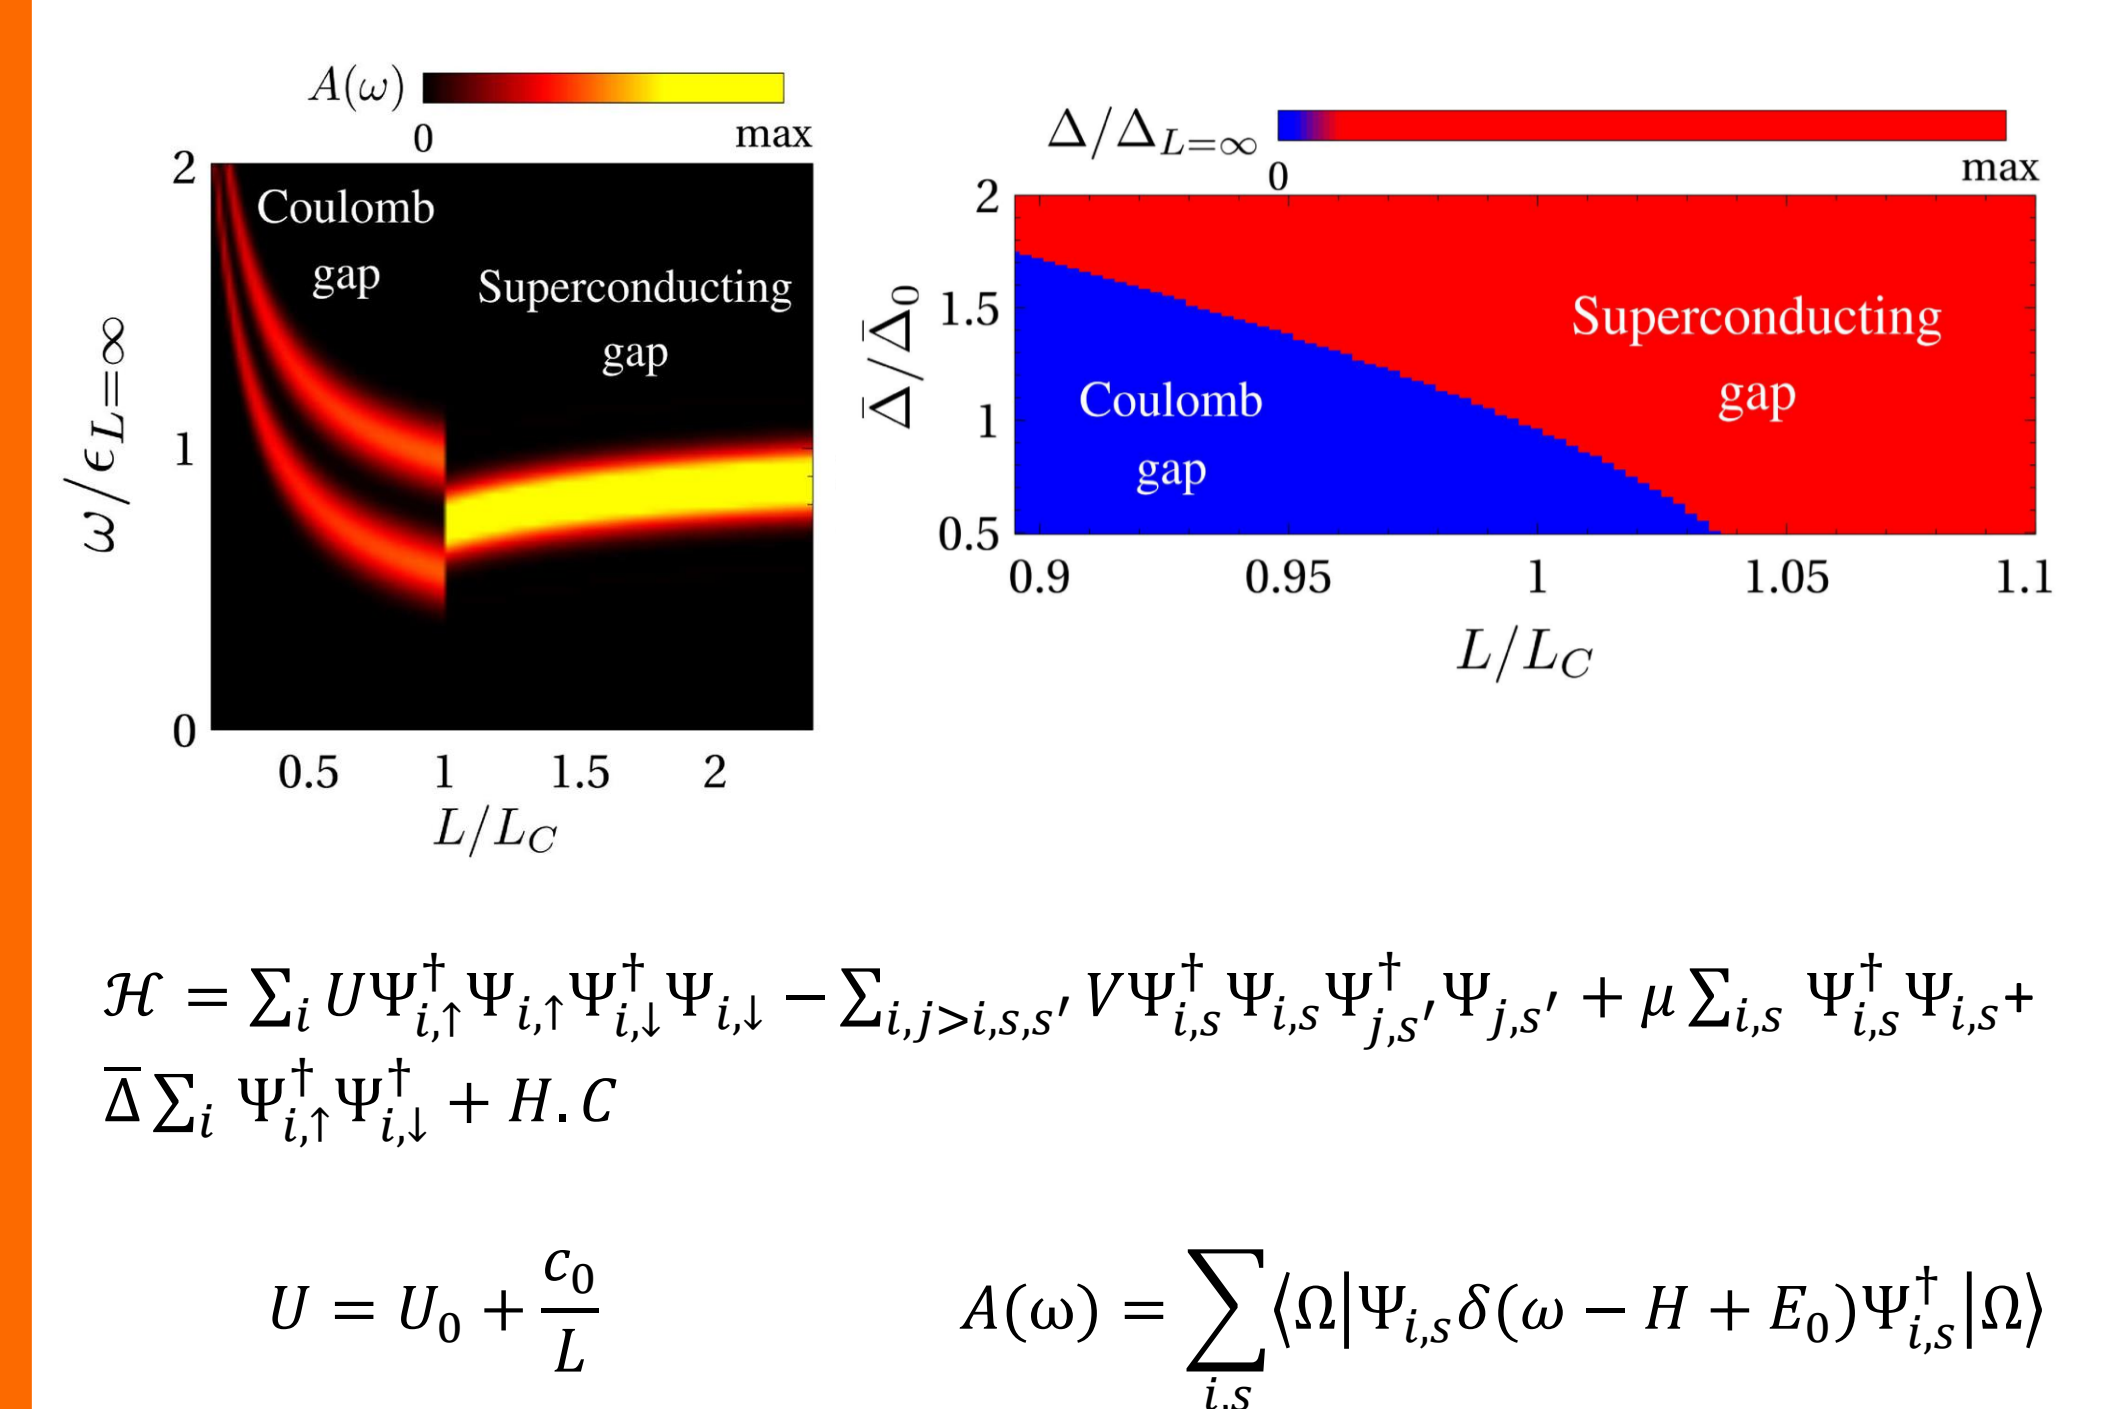 A(ω)
0 max
2
Coulomb
gap
Superconducting
gap
1
0
ω/ϵ_{L=∞}
0.5 1 1.5 2
L/L_C
Δ/Δ_{L=∞}
0 max
2
1.5
1
0.5
Δ̄/Δ̄_0
Superconducting
gap
Coulomb
gap
0.9 0.95 1 1.05 1.1
L/L_C
ℋ = ∑_i UΨ†_{i,↑}Ψ_{i,↑}Ψ†_{i,↓}Ψ_{i,↓} − ∑_{i,j>i,s,s′} VΨ†_{i,s}Ψ_{i,s}Ψ†_{j,s′}Ψ_{j,s′} + μ∑_{i,s} Ψ†_{i,s}Ψ_{i,s}+
Δ̄∑_i Ψ†_{i,↑}Ψ†_{i,↓} + H.C
U = U_0 + c_0/L
A(ω) = ∑_{i,s} ⟨Ω|Ψ_{i,s}δ(ω − H + E_0)Ψ†_{i,s}|Ω⟩